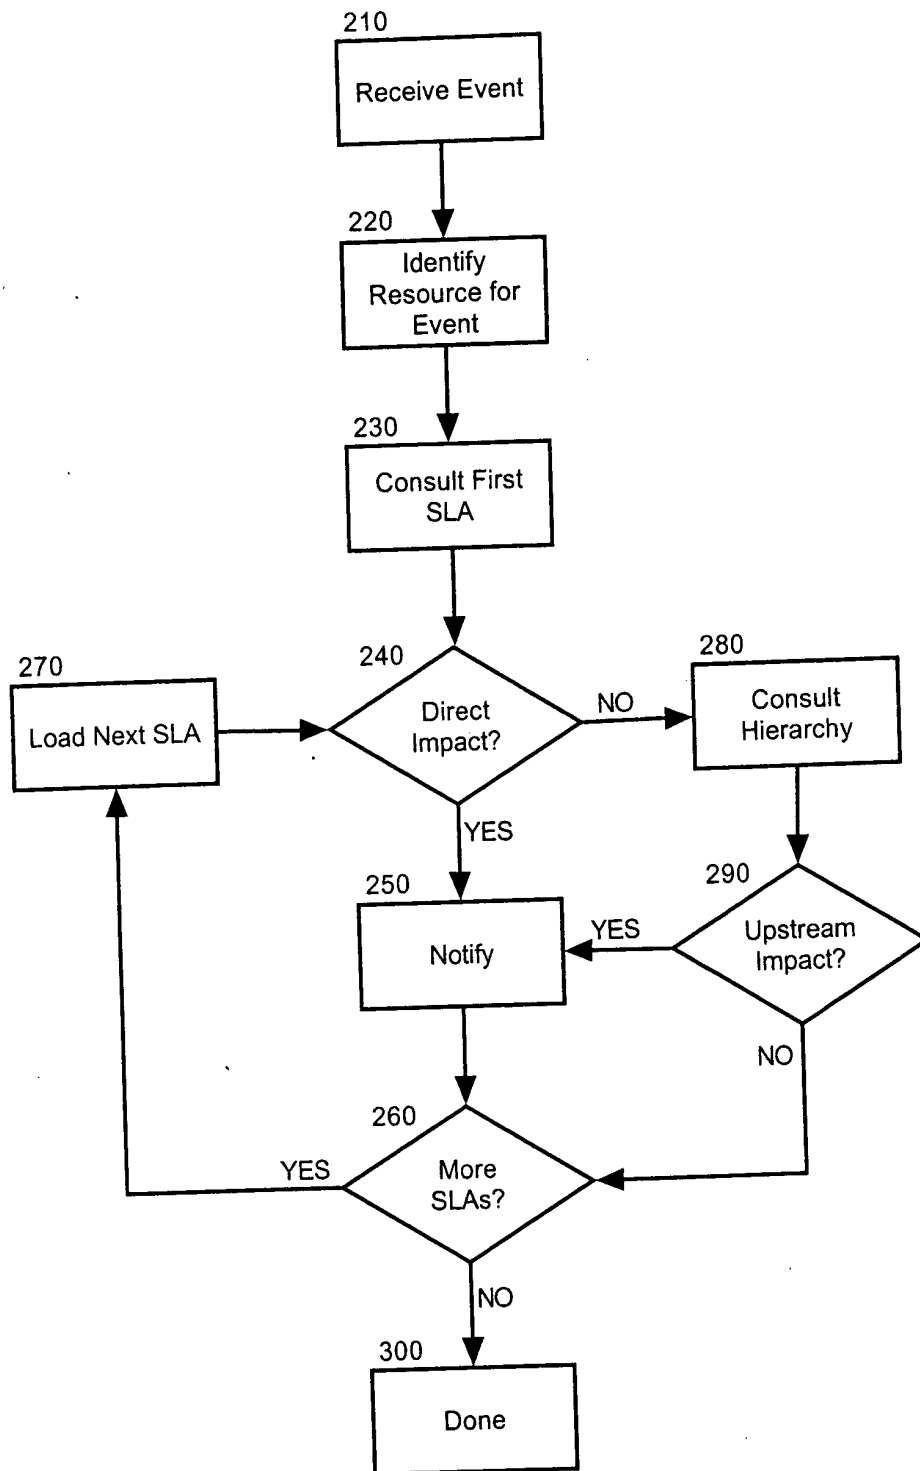 210
Receive Event
220
Identify
Resource for
Event
230
Consult First
SLA
270
Load Next SLA
240
Direct
Impact?
NO
280
Consult
Hierarchy
YES
250
Notify
YES
290
Upstream
Impact?
NO
260
More
SLAs?
YES
NO
300
Done